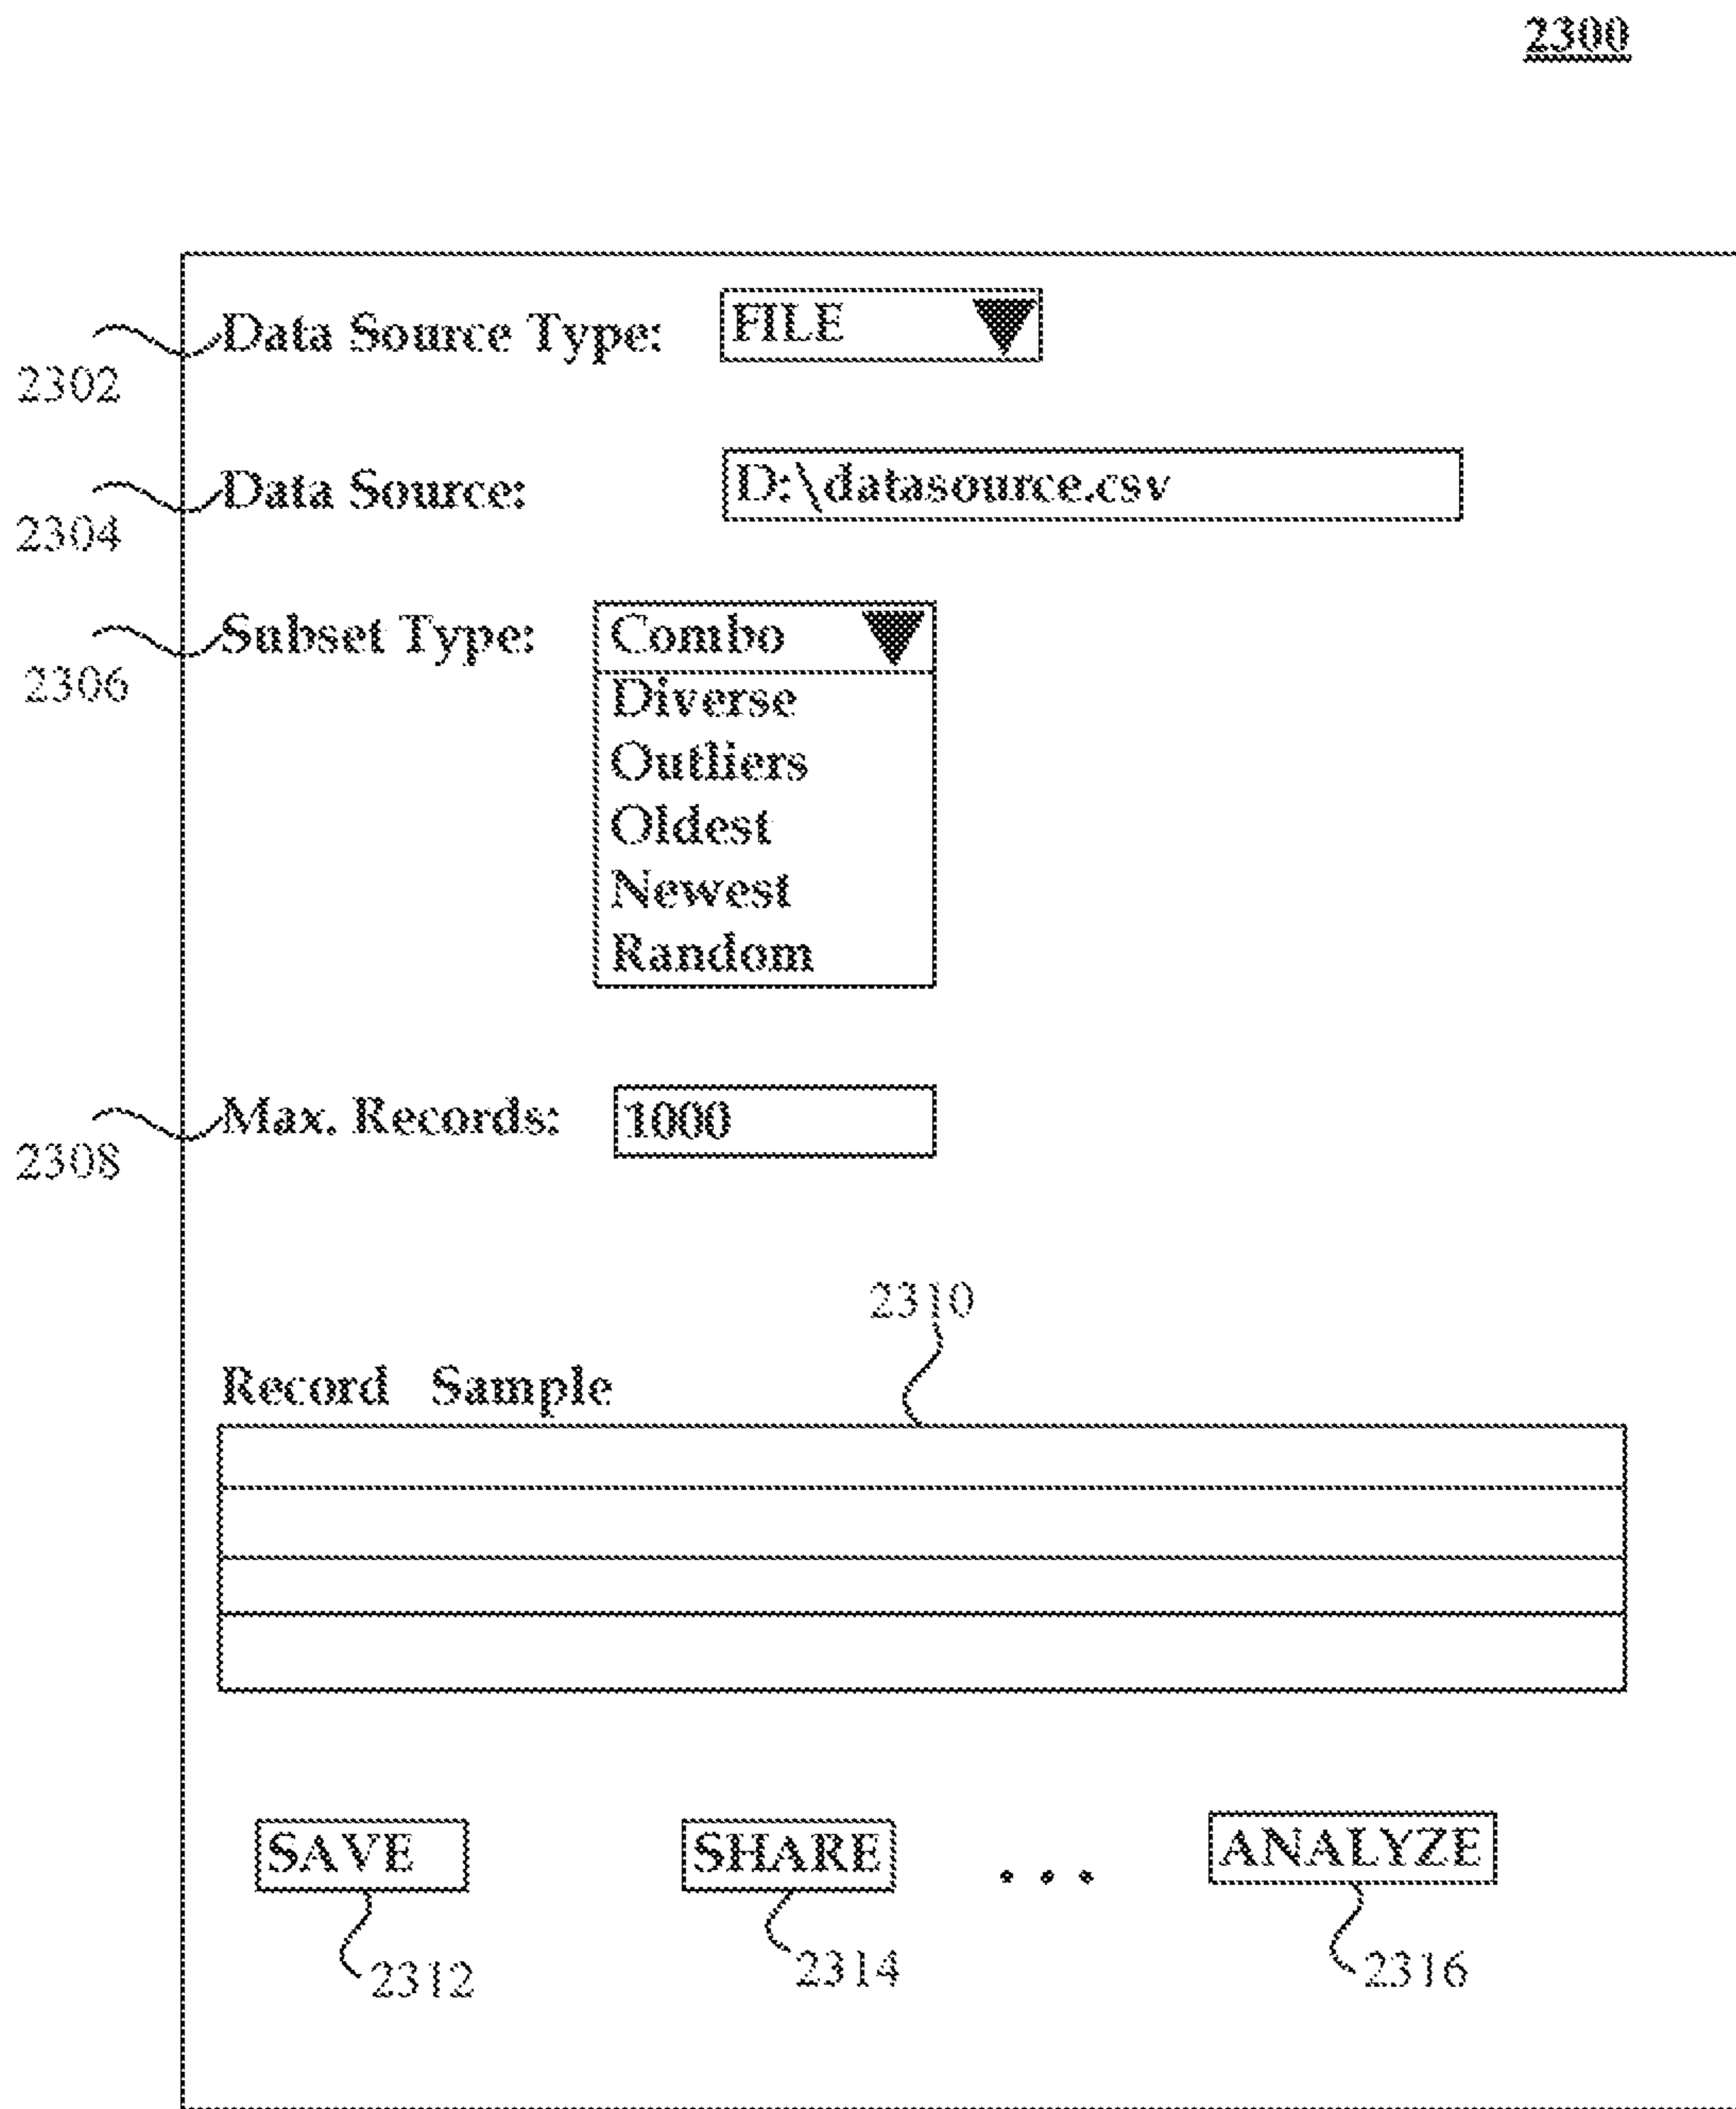 2300
Data Source Type: FILE
2302
Data Source: D:\datasource.csv
2304
Subset Type: Combo
2306
Diverse
Outliers
Oldest
Newest
Random
Max. Records: 1000
2308
2310
Record Sample
SAVE SHARE . . . ANALYZE
2312 2314 2316